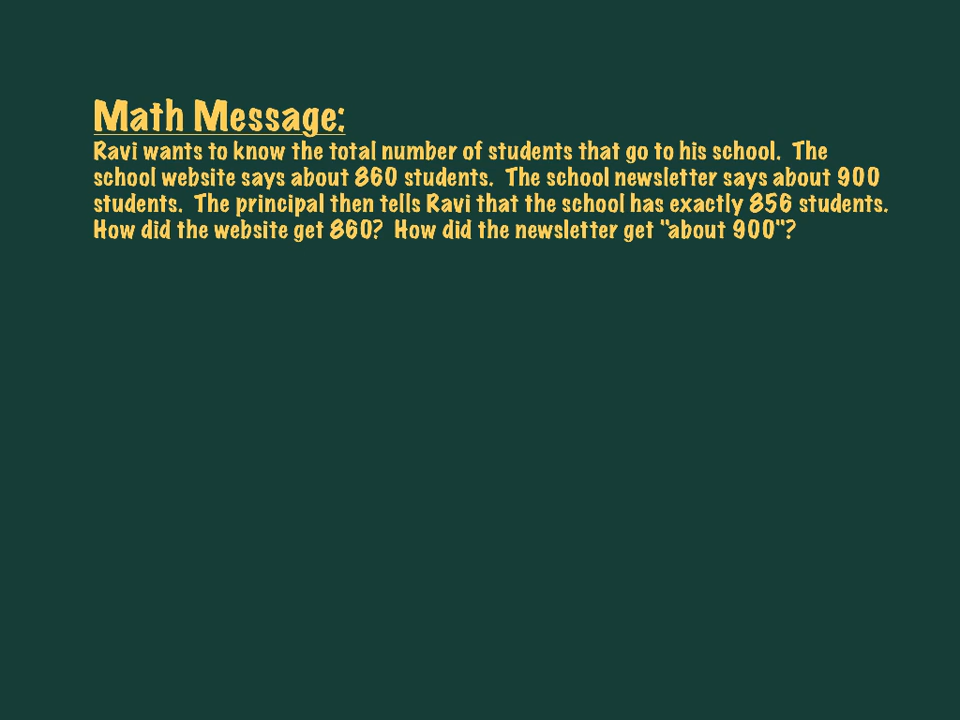 Math Message:
Ravi wants to know the total number of students that go to his school.  The
school website says about 860 students.  The school newsletter says about 900
students.  The principal then tells Ravi that the school has exactly 856 students.
How did the website get 860?  How did the newsletter get "about 900"?